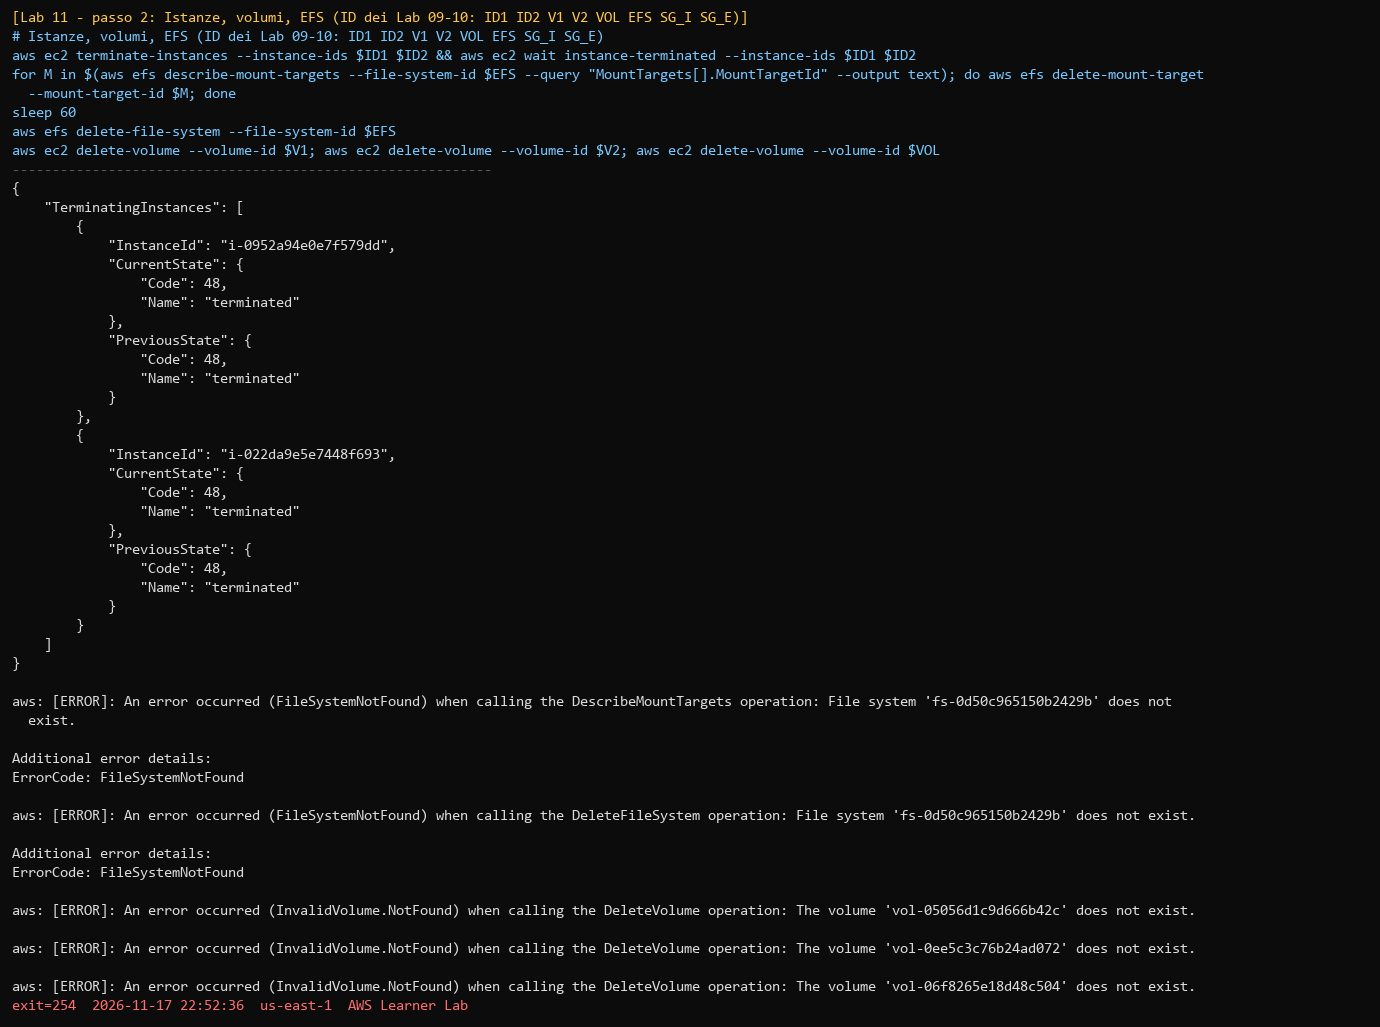 [Lab 11 - passo 2: Istanze, volumi, EFS (ID dei Lab 09-10: ID1 ID2 V1 V2 VOL EFS SG_I SG_E)]
# Istanze, volumi, EFS (ID dei Lab 09-10: ID1 ID2 V1 V2 VOL EFS SG_I SG_E)
aws ec2 terminate-instances --instance-ids $ID1 $ID2 && aws ec2 wait instance-terminated --instance-ids $ID1 $ID2
for M in $(aws efs describe-mount-targets --file-system-id $EFS --query "MountTargets[].MountTargetId" --output text); do aws efs delete-mount-target
  --mount-target-id $M; done
sleep 60
aws efs delete-file-system --file-system-id $EFS
aws ec2 delete-volume --volume-id $V1; aws ec2 delete-volume --volume-id $V2; aws ec2 delete-volume --volume-id $VOL
------------------------------------------------------------
{
    "TerminatingInstances": [
        {
            "InstanceId": "i-0952a94e0e7f579dd",
            "CurrentState": {
                "Code": 48,
                "Name": "terminated"
            },
            "PreviousState": {
                "Code": 48,
                "Name": "terminated"
            }
        },
        {
            "InstanceId": "i-022da9e5e7448f693",
            "CurrentState": {
                "Code": 48,
                "Name": "terminated"
            },
            "PreviousState": {
                "Code": 48,
                "Name": "terminated"
            }
        }
    ]
}

aws: [ERROR]: An error occurred (FileSystemNotFound) when calling the DescribeMountTargets operation: File system 'fs-0d50c965150b2429b' does not
  exist.

Additional error details:
ErrorCode: FileSystemNotFound

aws: [ERROR]: An error occurred (FileSystemNotFound) when calling the DeleteFileSystem operation: File system 'fs-0d50c965150b2429b' does not exist.

Additional error details:
ErrorCode: FileSystemNotFound

aws: [ERROR]: An error occurred (InvalidVolume.NotFound) when calling the DeleteVolume operation: The volume 'vol-05056d1c9d666b42c' does not exist.

aws: [ERROR]: An error occurred (InvalidVolume.NotFound) when calling the DeleteVolume operation: The volume 'vol-0ee5c3c76b24ad072' does not exist.

aws: [ERROR]: An error occurred (InvalidVolume.NotFound) when calling the DeleteVolume operation: The volume 'vol-06f8265e18d48c504' does not exist.
exit=254  2026-11-17 22:52:36  us-east-1  AWS Learner Lab